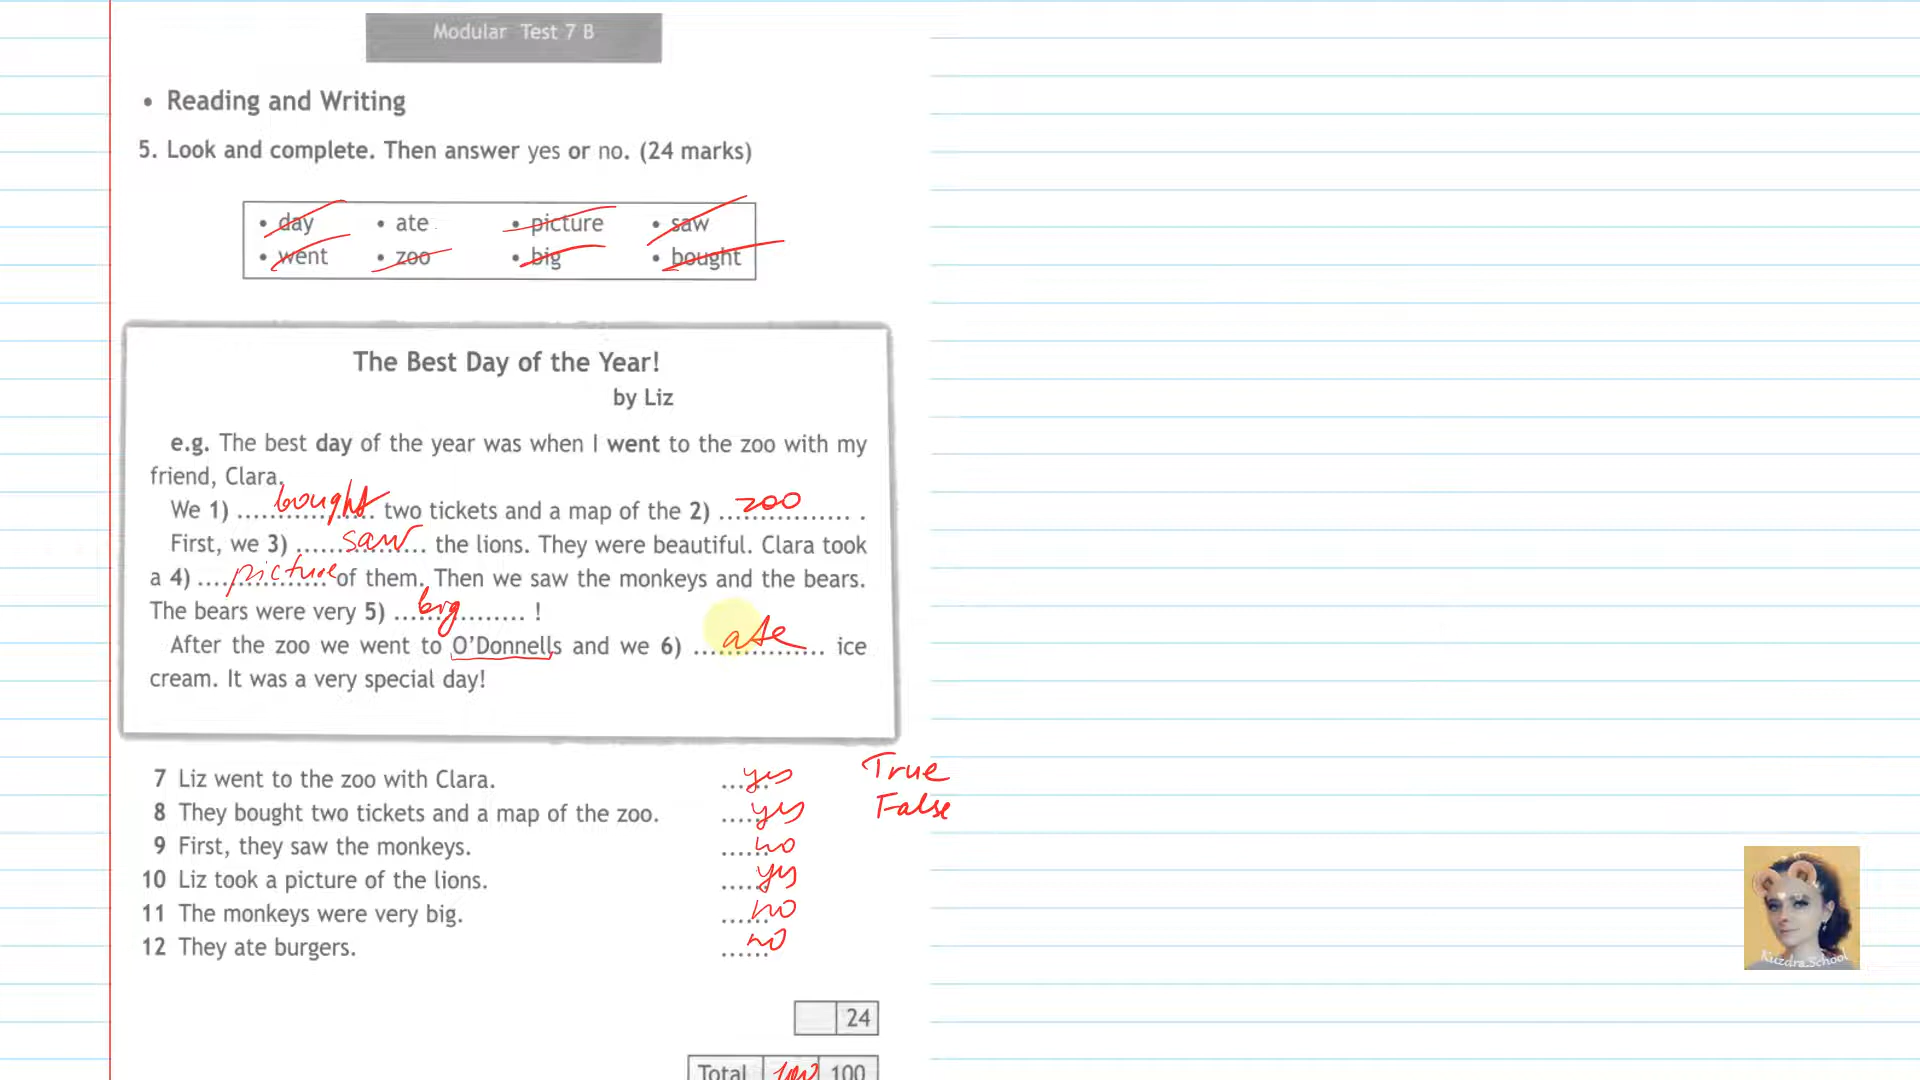 Modular Test 7 B
• Reading and Writing
5. Look and complete. Then answer yes or no. (24 marks)
• day • ate • picture • saw
• went • zoo • big • bought
The Best Day of the Year!
by Liz
e.g. The best day of the year was when I went to the zoo with my
friend, Clara.
We 1) bought two tickets and a map of the 2) zoo .
First, we 3) saw the lions. They were beautiful. Clara took
a 4) picture of them. Then we saw the monkeys and the bears.
The bears were very 5) big !
After the zoo we went to O'Donnells and we 6) ate ice
cream. It was a very special day!
7 Liz went to the zoo with Clara. yes True
8 They bought two tickets and a map of the zoo. yes False
9 First, they saw the monkeys. no
10 Liz took a picture of the lions. yes
11 The monkeys were very big. no
12 They ate burgers. no
Kuzdra.School
24
Total 100 100